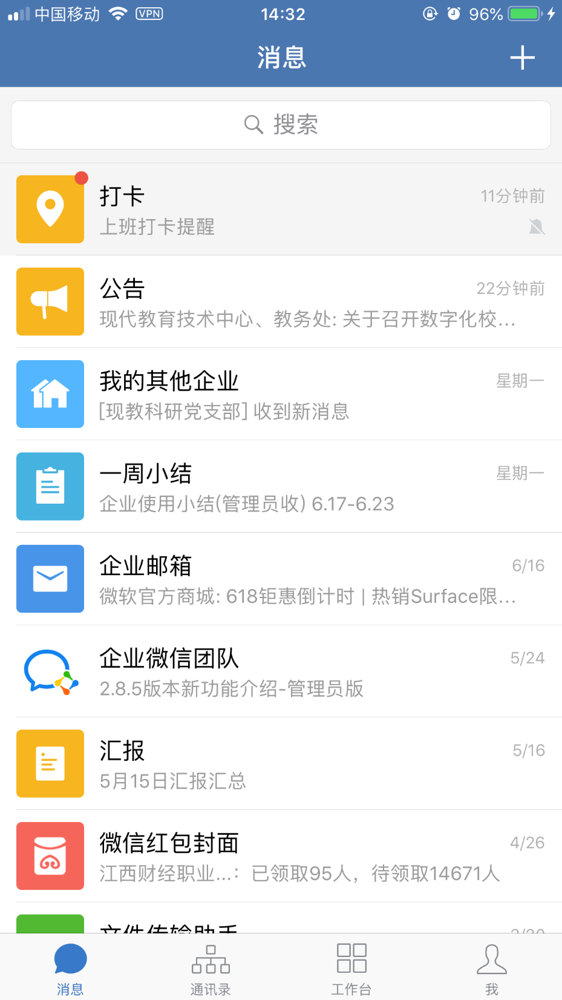 中国移动 VPN 14:32 96%
消息
搜索
打卡 11分钟前
上班打卡提醒
公告 22分钟前
现代教育技术中心、教务处: 关于召开数字化校...
我的其他企业 星期一
[现教科研党支部] 收到新消息
一周小结 星期一
企业使用小结(管理员收) 6.17-6.23
企业邮箱 6/16
微软官方商城: 618钜惠倒计时 | 热销Surface限...
企业微信团队 5/24
2.8.5版本新功能介绍-管理员版
汇报 5/16
5月15日汇报汇总
微信红包封面 4/26
江西财经职业...：已领取95人，待领取14671人
文件传输助手
消息 通讯录 工作台 我